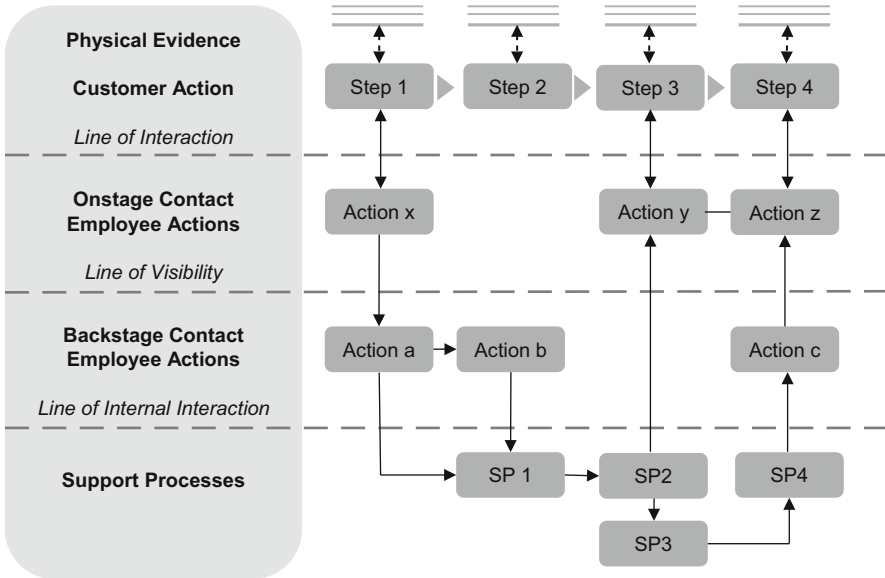 Physical Evidence
Customer Action
Step 1
Step 2
Step 3
Step 4
Line of Interaction
Onstage Contact
Employee Actions
Action x
Action y
Action z
Line of Visibility
Backstage Contact
Employee Actions
Action a
Action b
Action c
Line of Internal Interaction
Support Processes
SP 1
SP2
SP4
SP3